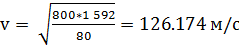 v = √(800*1 592 / 80) = 126.174 м/с